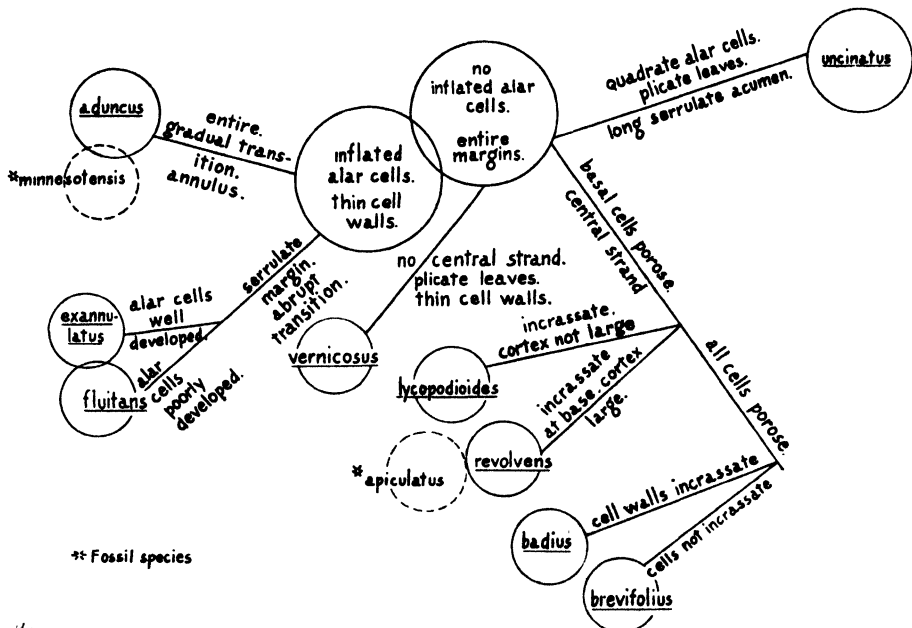 aduncus
*minnesotensis
entire.
gradual trans-
ition.
annulus.
inflated
alar cells.
thin cell
walls.
no
inflated alar
cells.
entire
margins.
quadrate alar cells.
plicate leaves.
long serrulate acumen.
uncinatus
serrulate
margin.
abrupt
transition.
exannu-
latus
alar cells
well
developed.
fluitans
alar
cells
poorly
developed.
no central strand.
plicate leaves.
thin cell walls.
vernicosus
basal cells porose.
central strand
incrassate.
cortex not large
lycopodioides
incrassate
at base. cortex
large.
revolvens
*apiculatus
all cells porose.
cell walls incrassate
badius
cells not incrassate
brevifolius
* Fossil species